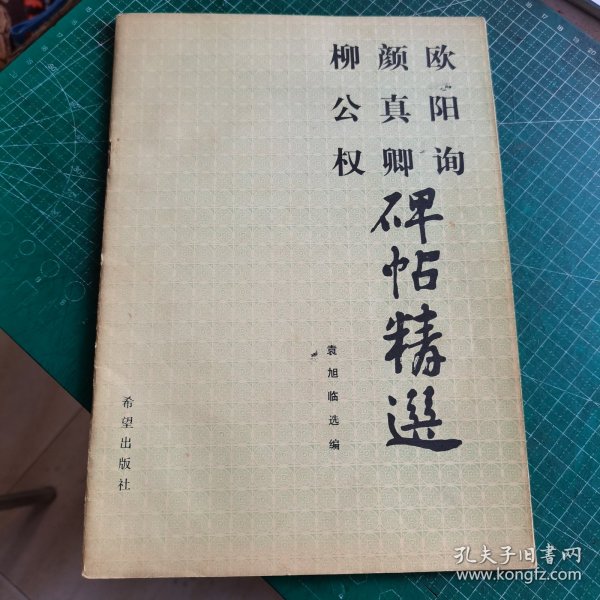 欧阳询
颜真卿
柳公权
碑帖精選
袁旭临选编
希望出版社
孔夫子旧书网
www.kongfz.com